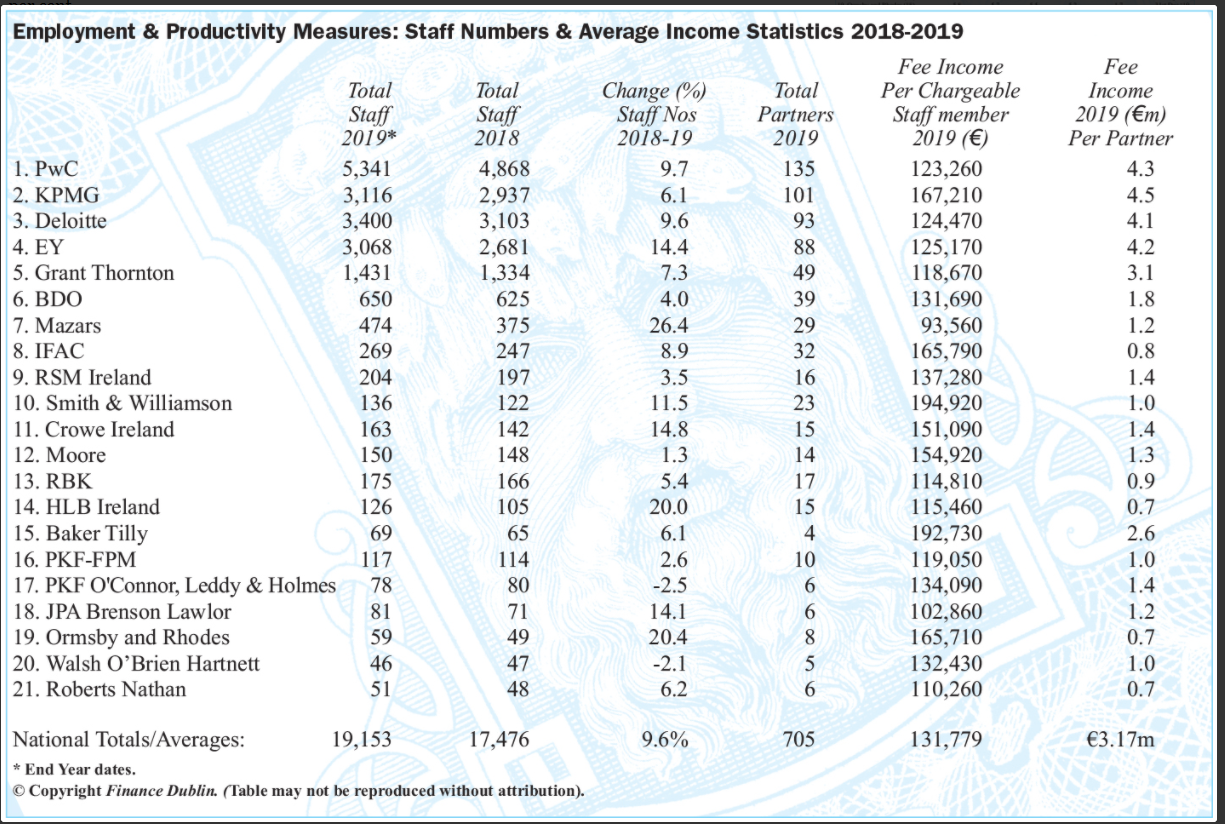 Employment & Productivity Measures: Staff Numbers & Average Income Statistics 2018-2019
Fee Income Fee
Total Total Change (%) Total Per Chargeable Income
Staff Staff Staff Nos Partners Staff member 2019 (€m)
2019* 2018 2018-19 2019 2019 (€) Per Partner
1. PwC 5,341 4,868 9.7 135 123,260 4.3
2. KPMG 3,116 2,937 6.1 101 167,210 4.5
3. Deloitte 3,400 3,103 9.6 93 124,470 4.1
4. EY 3,068 2,681 14.4 88 125,170 4.2
5. Grant Thornton 1,431 1,334 7.3 49 118,670 3.1
6. BDO 650 625 4.0 39 131,690 1.8
7. Mazars 474 375 26.4 29 93,560 1.2
8. IFAC 269 247 8.9 32 165,790 0.8
9. RSM Ireland 204 197 3.5 16 137,280 1.4
10. Smith & Williamson 136 122 11.5 23 194,920 1.0
11. Crowe Ireland 163 142 14.8 15 151,090 1.4
12. Moore 150 148 1.3 14 154,920 1.3
13. RBK 175 166 5.4 17 114,810 0.9
14. HLB Ireland 126 105 20.0 15 115,460 0.7
15. Baker Tilly 69 65 6.1 4 192,730 2.6
16. PKF-FPM 117 114 2.6 10 119,050 1.0
17. PKF O'Connor, Leddy & Holmes 78 80 -2.5 6 134,090 1.4
18. JPA Brenson Lawlor 81 71 14.1 6 102,860 1.2
19. Ormsby and Rhodes 59 49 20.4 8 165,710 0.7
20. Walsh O’Brien Hartnett 46 47 -2.1 5 132,430 1.0
21. Roberts Nathan 51 48 6.2 6 110,260 0.7
National Totals/Averages: 19,153 17,476 9.6% 705 131,779 €3.17m
* End Year dates.
© Copyright Finance Dublin. (Table may not be reproduced without attribution).